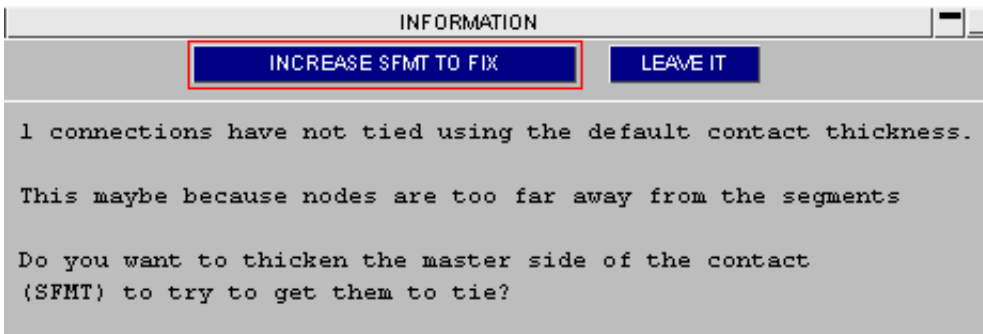 INFORMATION
INCREASE SFMT TO FIX LEAVE IT
1 connections have not tied using the default contact thickness.
This maybe because nodes are too far away from the segments
Do you want to thicken the master side of the contact
(SFMT) to try to get them to tie?